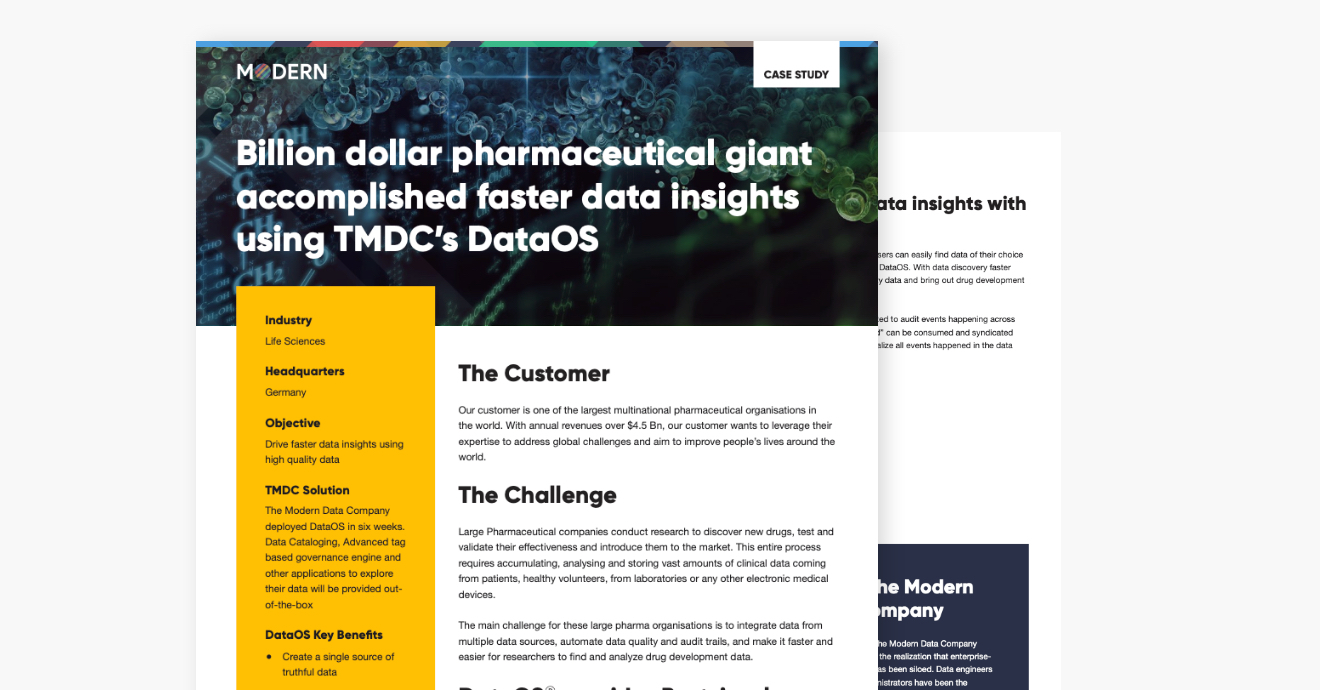 MODERN
CASE STUDY
Billion dollar pharmaceutical giant
accomplished faster data insights
using TMDC’s DataOS
Industry
Life Sciences
Headquarters
Germany
Objective
Drive faster data insights using
high quality data
TMDC Solution
The Modern Data Company
deployed DataOS in six weeks.
Data Cataloging, Advanced tag
based governance engine and
other applications to explore
their data will be provided out-
of-the-box
DataOS Key Benefits
• Create a single source of
truthful data
The Customer
Our customer is one of the largest multinational pharmaceutical organisations in
the world. With annual revenues over $4.5 Bn, our customer wants to leverage their
expertise to address global challenges and aim to improve people’s lives around the
world.
The Challenge
Large Pharmaceutical companies conduct research to discover new drugs, test and
validate their effectiveness and introduce them to the market. This entire process
requires accumulating, analysing and storing vast amounts of clinical data coming
from patients, healthy volunteers, from laboratories or any other electronic medical
devices.
The main challenge for these large pharma organisations is to integrate data from
multiple data sources, automate data quality and audit trails, and make it faster and
easier for researchers to find and analyze drug development data.
insights with
can easily find data of their choice
DataOS. With data discovery faster
data and bring out drug development
to audit events happening across
can be consumed and syndicated
all events happened in the data
Modern
the realization that enterprise-
been siloed. Data engineers
have been the
Modern Data Company